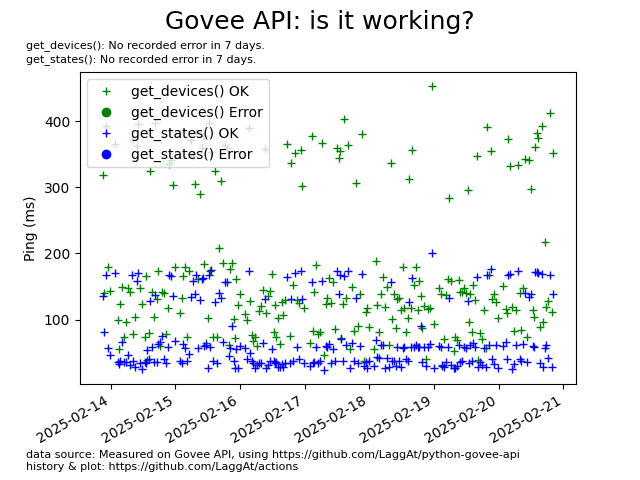 Govee API: is it working?
get_devices(): No recorded error in 7 days.
get_states(): No recorded error in 7 days.
get_devices() OK
get_devices() Error
get_states() OK
get_states() Error
Ping (ms)
400
300
200
100
2025-02-14
2025-02-15
2025-02-16
2025-02-17
2025-02-18
2025-02-19
2025-02-20
2025-02-21
data source: Measured on Govee API, using https://github.com/LaggAt/python-govee-api
history & plot: https://github.com/LaggAt/actions